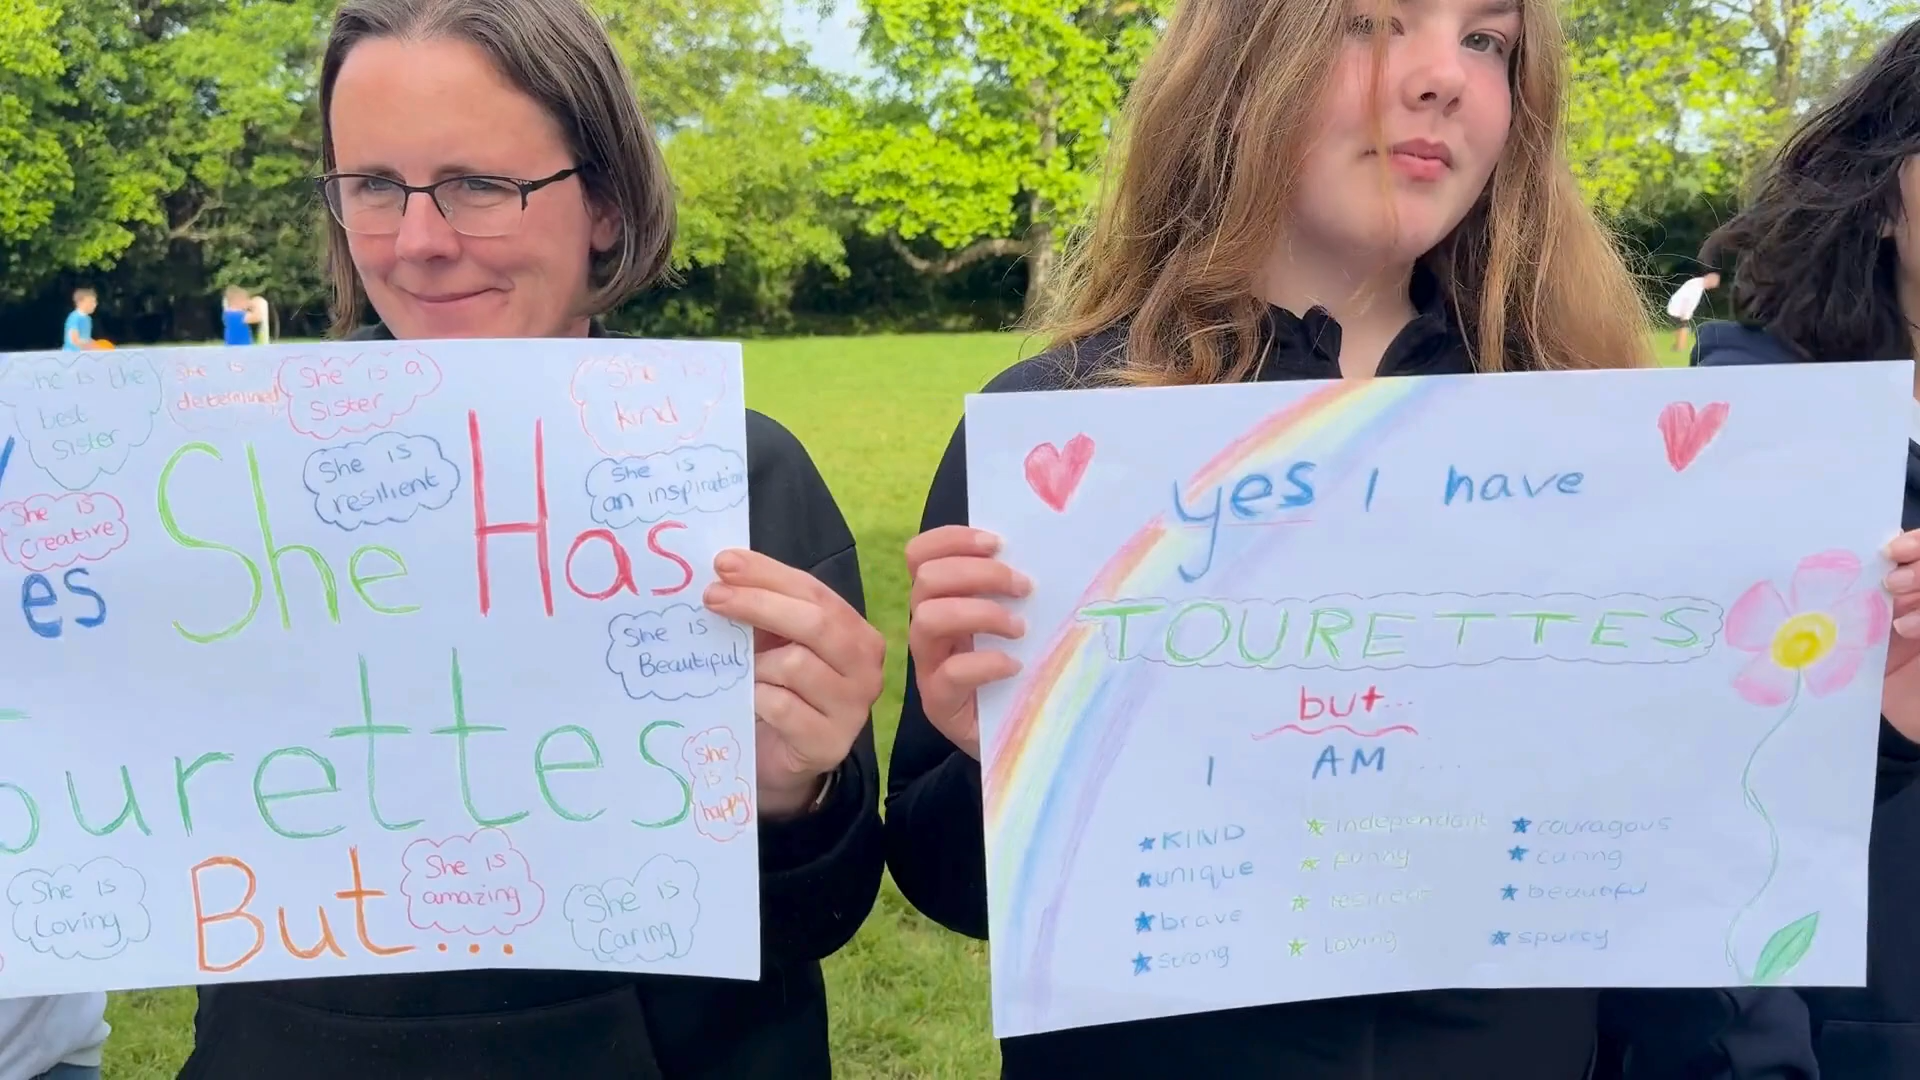 She is the
best
sister
She is
determined
She is a
sister
She is
kind
She is
resilient
She is
an inspiration
She is
creative
es She Has
She is
Beautiful
ourettes
She
is
happy
She is
Loving
But...
She is
amazing
She is
Caring
yes I have
TOURETTES
but...
I AM ...
KIND
unique
brave
strong
independant
funny
resilient
loving
couragous
caring
beautiful
sporty